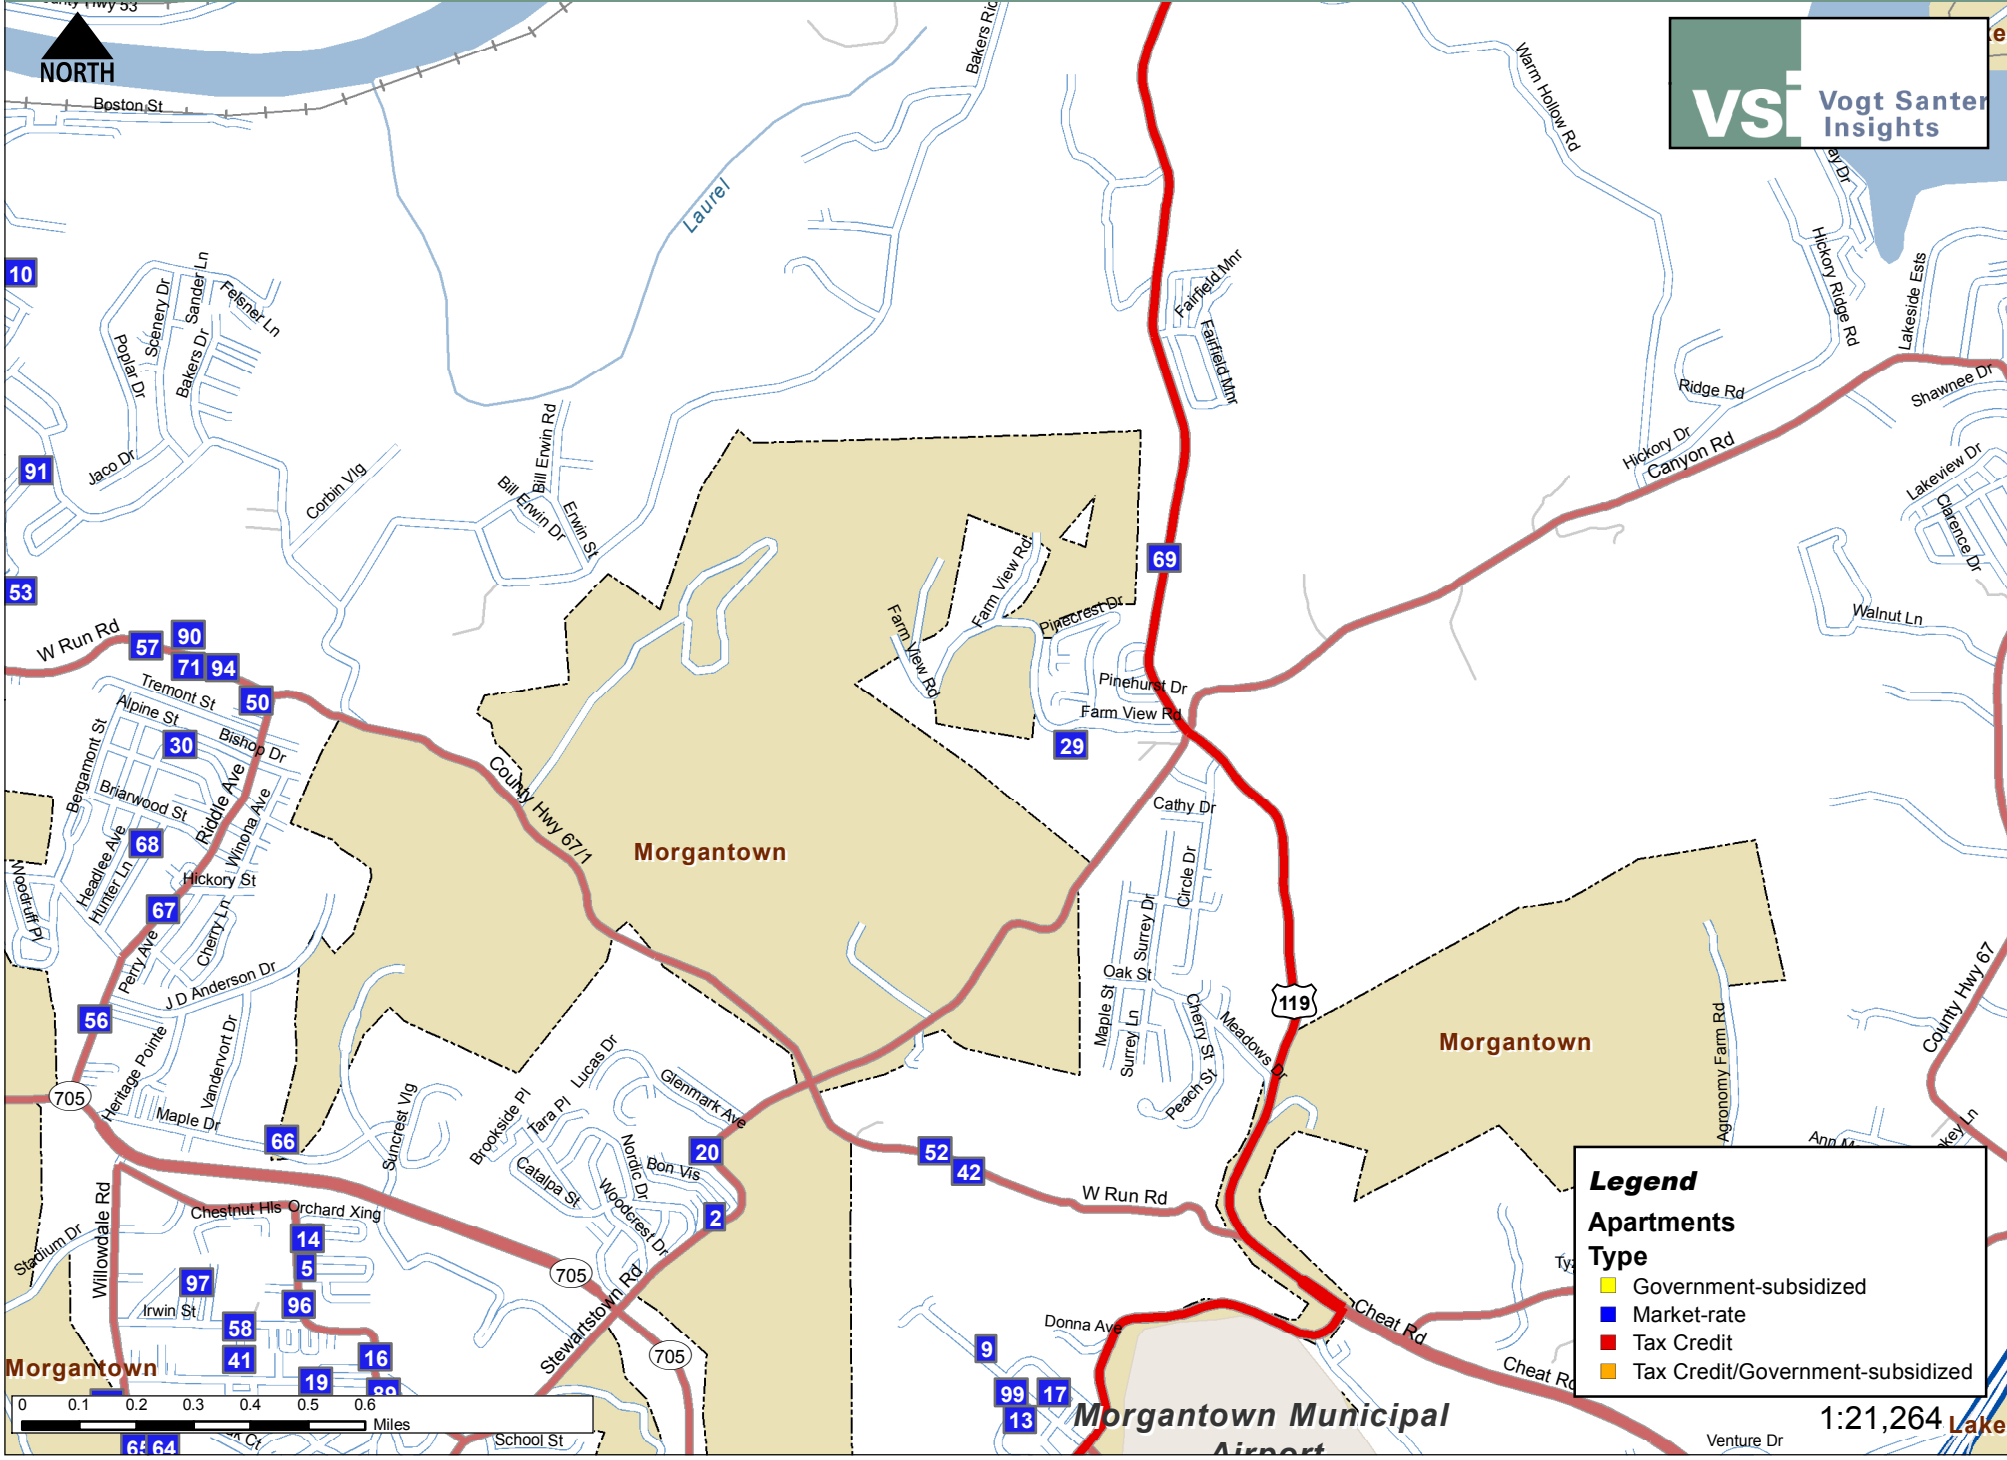 NORTH
Boston St
Bakers
Laurel
Warm Hollow Rd
vsi Vogt Santer
Insights
10
Scenery Dr
Sander Ln
Felsner Ln
Poplar Dr
Bakers Dr
Fairfield Mnr
Fairfield Mnr
Hickory Ridge Rd
Lakeside Ests
Ridge Rd
Shawnee Dr
Hickory Dr
Canyon Rd
91
Jaco Dr
Corbin Vlg
Bill Erwin Rd
Bill Erwin Dr
Erwin St
Lakeview Dr
Clarence Dr
69
53
Farm View Rd
Farm View Rd
Pinecrest Dr
Walnut Ln
W Run Rd
57
90
71
94
50
Tremont St
Alpine St
Bishop Dr
30
Pinehurst Dr
Farm View Rd
29
Bergamont St
Briarwood St
Riddle Ave
Winona Ave
County Hwy 67/1
Cathy Dr
Headlee Ave
68
Hunter Ln
Hickory St
Morgantown
Circle Dr
Woodruff Pl
67
Perry Ave
Cherry Ln
J D Anderson Dr
Surrey Dr
Oak St
Maple St
Surrey Ln
Cherry St
Meadows Dr
Peach St
119
Morgantown
Agronomy Farm Rd
County Hwy 67
56
705
Heritage Pointe
Vandervort Dr
Maple Dr
66
Suncrest Vlg
Brookside Pl
Tara Pl
Lucas Dr
Glenmark Ave
Nordic Dr
Bon Vis
Catalpa St
Woodcrest Dr
20
2
52
42
W Run Rd
Willowdale Rd
Stadium Dr
Chestnut Hls
Orchard Xing
14
5
97
96
Irwin St
58
41
16
19
89
705
705
Stewartstown Rd
Donna Ave
9
99
17
13
Cheat Rd
Cheat Rd
Legend
Apartments
Type
Government-subsidized
Market-rate
Tax Credit
Tax Credit/Government-subsidized
Morgantown
0 0.1 0.2 0.3 0.4 0.5 0.6
Miles
64
School St
Morgantown Municipal
Airport
1:21,264
Lake
Venture Dr